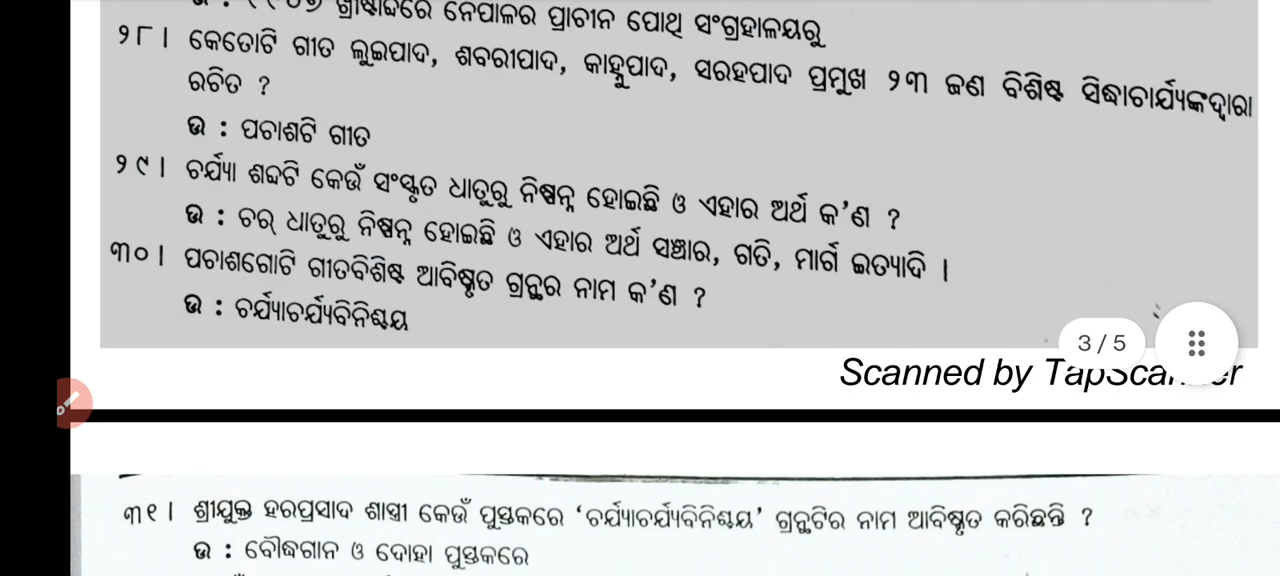 ଖ୍ରୀଷ୍ଟାବ୍ଦରେ ନେପାଳର ପ୍ରାଚୀନ ପୋଥି ସଂଗ୍ରହାଳୟରୁ
୨୮। କେତୋଟି ଗୀତ ଲୁଇପାଦ, ଶବରୀପାଦ, କାହ୍ନୁପାଦ, ସରହପାଦ ପ୍ରମୁଖ ୨୩ ଜଣ ବିଶିଷ୍ଟ ସିଦ୍ଧାଚାର୍ଯ୍ୟଙ୍କଦ୍ୱାରା
ରଚିତ ?
ଉ : ପଚାଶଟି ଗୀତ
୨୯। ଚର୍ଯ୍ୟା ଶବ୍ଦଟି କେଉଁ ସଂସ୍କୃତ ଧାତୁରୁ ନିଷ୍ପନ୍ନ ହୋଇଛି ଓ ଏହାର ଅର୍ଥ କ'ଣ ?
ଉ : ଚର୍ ଧାତୁରୁ ନିଷ୍ପନ୍ନ ହୋଇଛି ଓ ଏହାର ଅର୍ଥ ସଞ୍ଚାର, ଗତି, ମାର୍ଗ ଇତ୍ୟାଦି ।
୩୦। ପଚାଶଗୋଟି ଗୀତବିଶିଷ୍ଟ ଆବିଷ୍କୃତ ଗ୍ରନ୍ଥର ନାମ କ'ଣ ?
ଉ : ଚର୍ଯ୍ୟାଚର୍ଯ୍ୟବିନିଶ୍ଚୟ
3 / 5
Scanned by TapScanner
୩୧। ଶ୍ରୀଯୁକ୍ତ ହରପ୍ରସାଦ ଶାସ୍ତ୍ରୀ କେଉଁ ପୁସ୍ତକରେ 'ଚର୍ଯ୍ୟାଚର୍ଯ୍ୟବିନିଶ୍ଚୟ' ଗ୍ରନ୍ଥଟିର ନାମ ଆବିଷ୍କୃତ କରିଛନ୍ତି ?
ଉ : ବୌଦ୍ଧଗାନ ଓ ଦୋହା ପୁସ୍ତକରେ